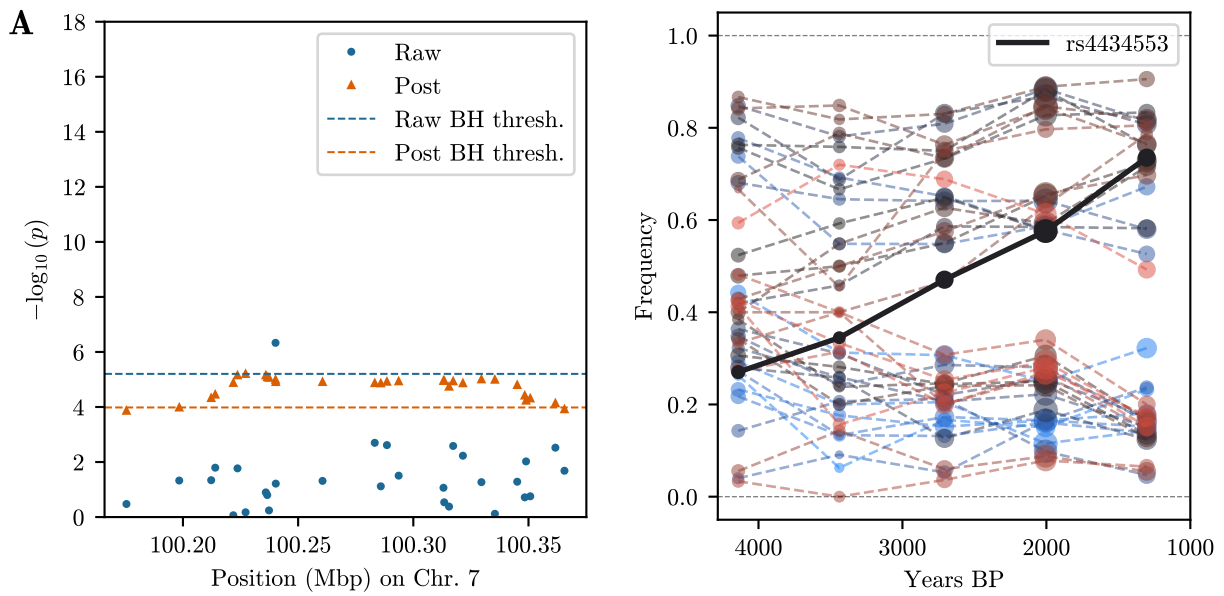 A
18
16
14
12
10
8
6
4
2
0
−log10 (p)
Raw
Post
Raw BH thresh.
Post BH thresh.
100.20
100.25
100.30
100.35
Position (Mbp) on Chr. 7
1.0
0.8
0.6
0.4
0.2
0.0
Frequency
rs4434553
4000
3000
2000
1000
Years BP